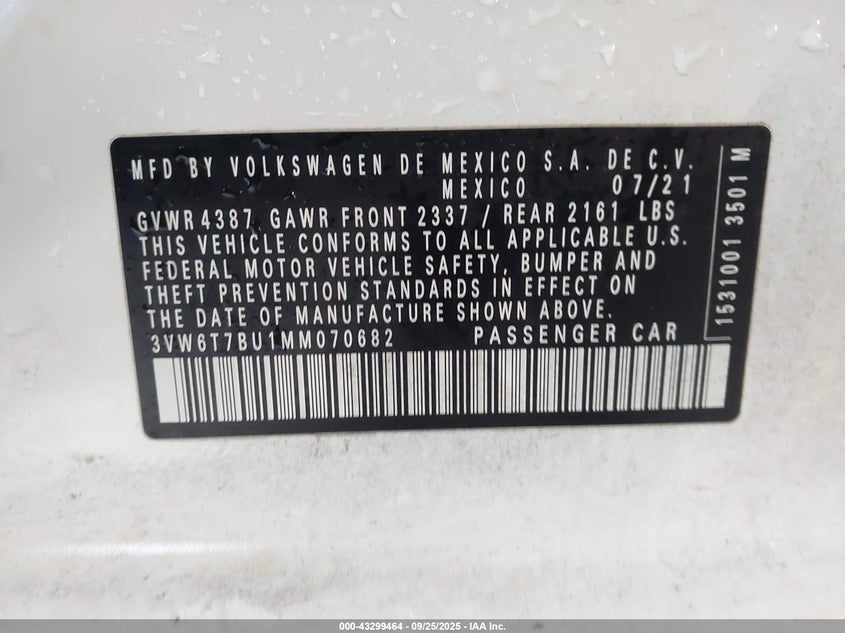 MFD BY VOLKSWAGEN DE MEXICO S.A. DE C.V.
MEXICO 07/21
GVWR 4387 GAWR FRONT 2337 / REAR 2161 LBS
THIS VEHICLE CONFORMS TO ALL APPLICABLE U.S.
FEDERAL MOTOR VEHICLE SAFETY, BUMPER AND
THEFT PREVENTION STANDARDS IN EFFECT ON
THE DATE OF MANUFACTURE SHOWN ABOVE.
3VW6T7BU1MM070682 PASSENGER CAR
1531001 3501 M
000-43299464 | 09/25/2025 - IAA Inc.